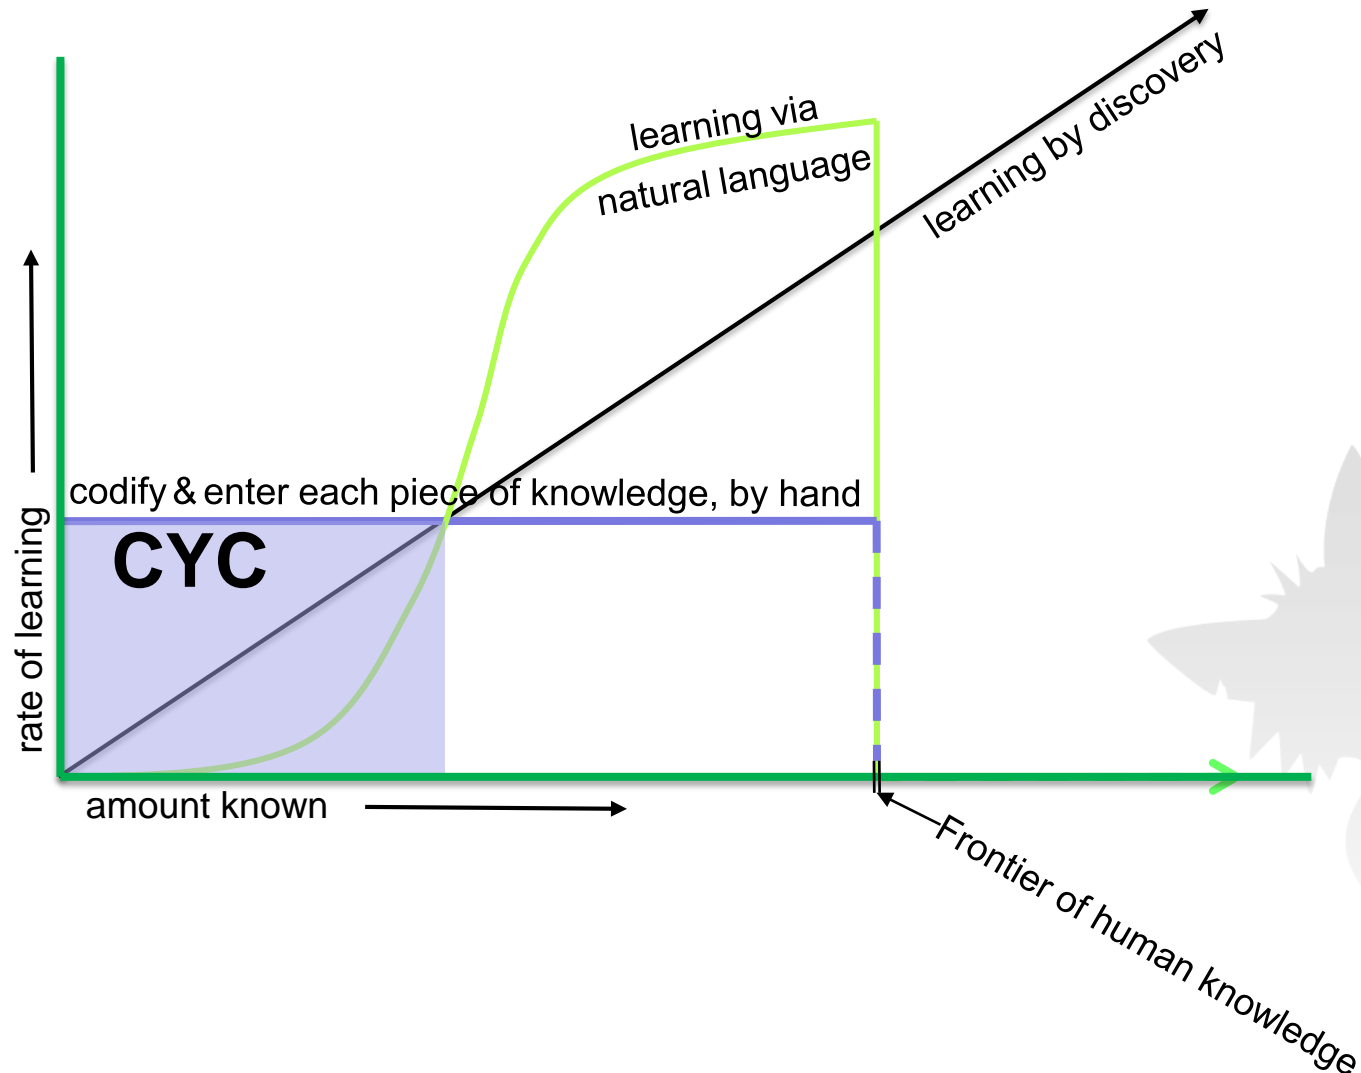 learning via
natural language
learning by discovery
codify & enter each piece of knowledge, by hand
CYC
rate of learning
amount known
Frontier of human knowledge